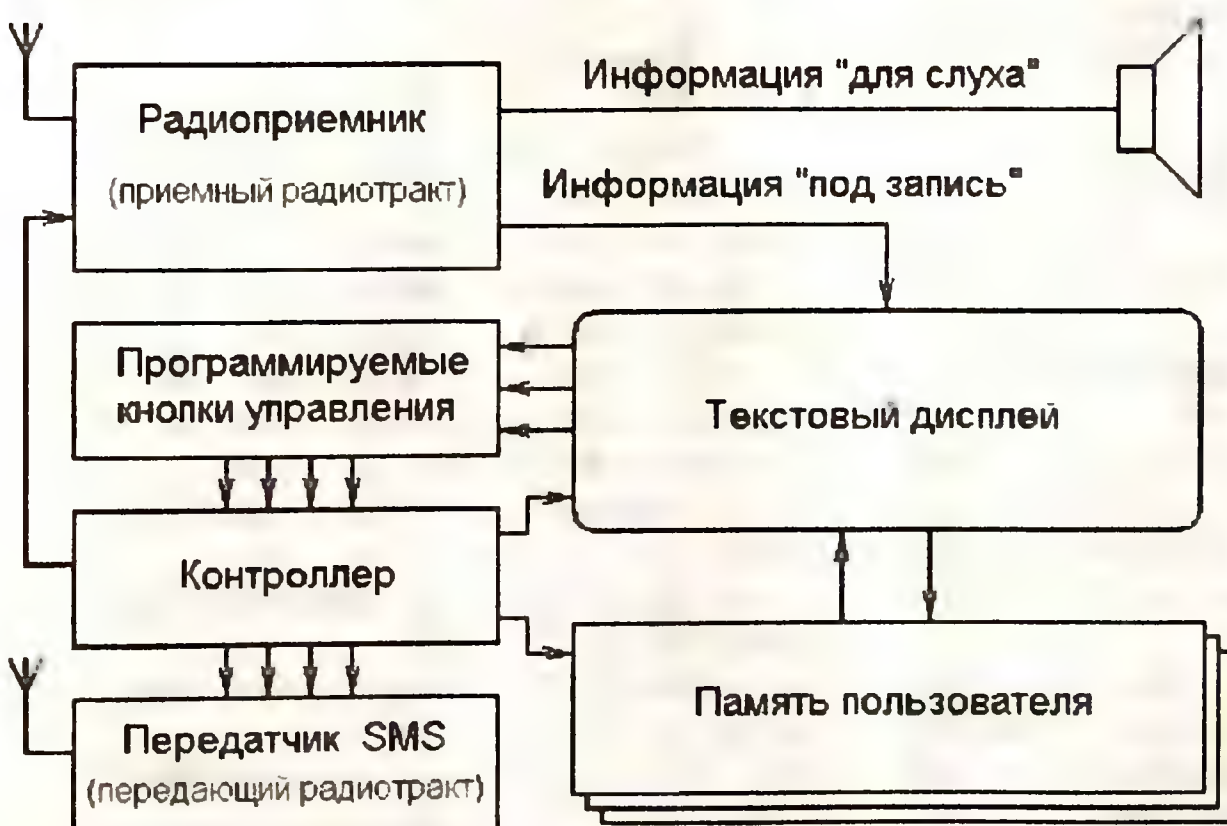 Радиоприемник
(приемный радиотракт)
Информация "для слуха"
Информация "под запись"
Программируемые
кнопки управления
Текстовый дисплей
Контроллер
Память пользователя
Передатчик SMS
(передающий радиотракт)